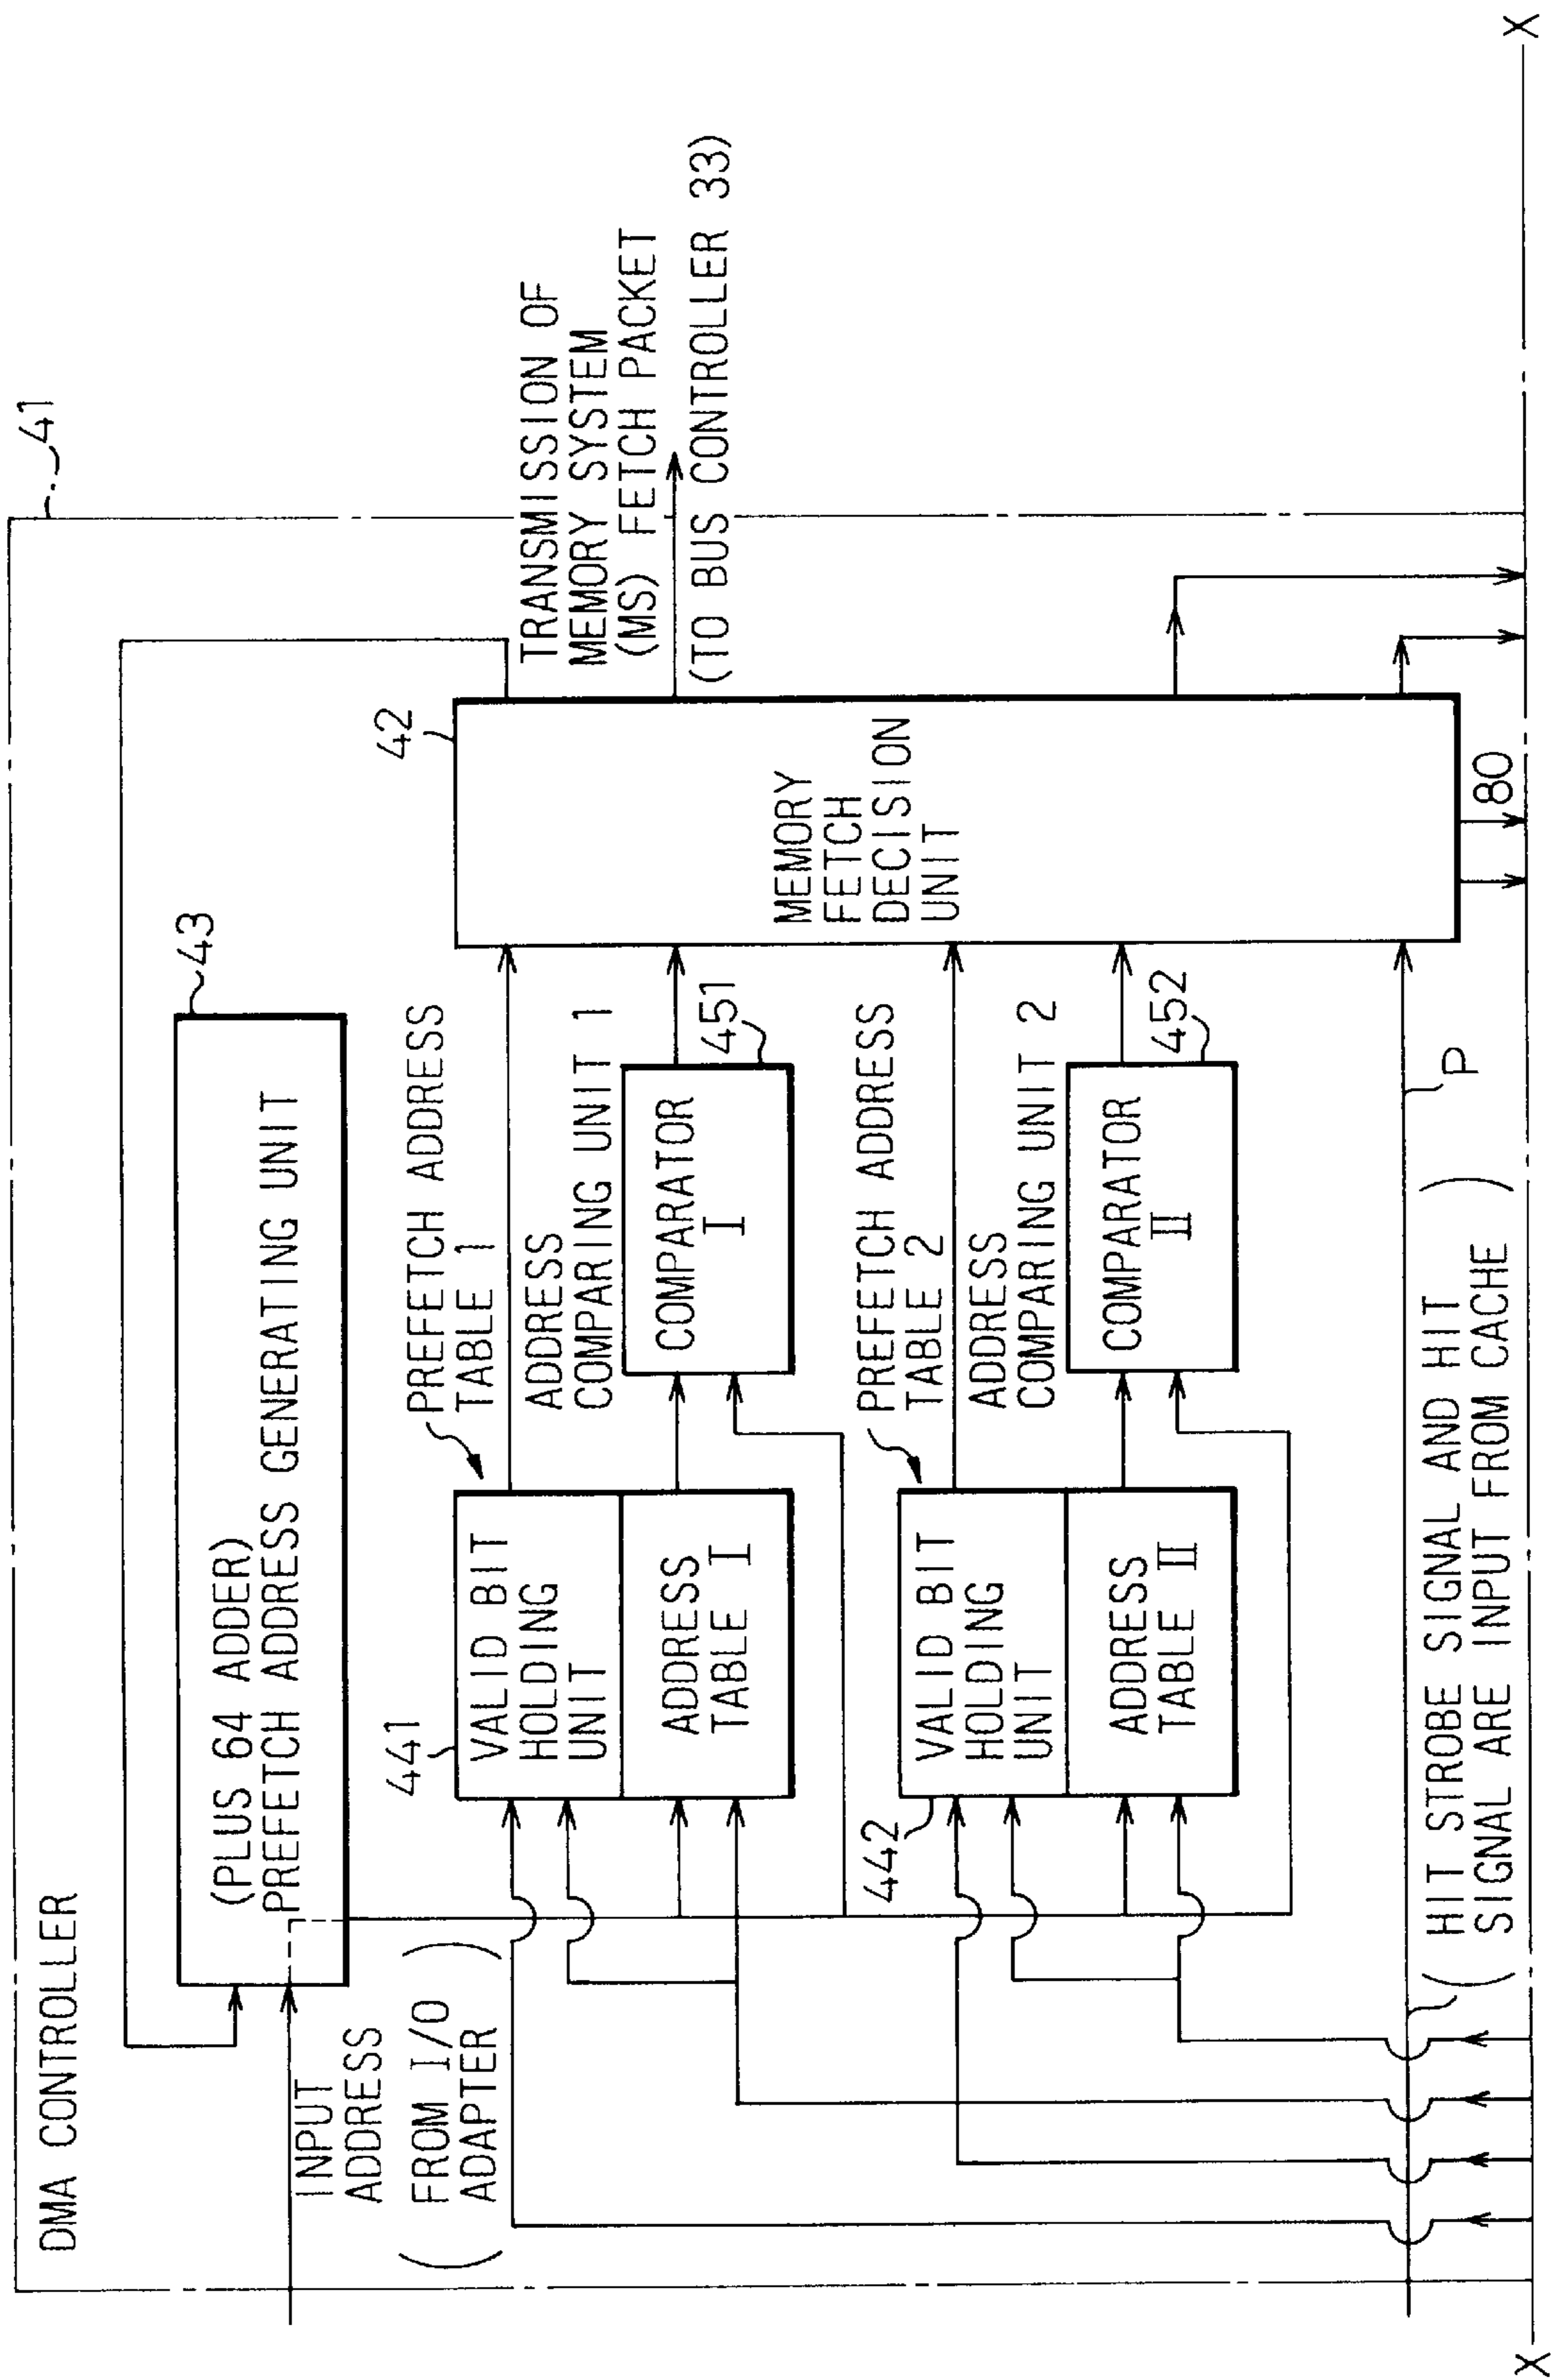 DMA CONTROLLER
41
INPUT
ADDRESS
(FROM I/O
ADAPTER)
(PLUS 64 ADDER)
PREFETCH ADDRESS GENERATING UNIT
43
441
VALID BIT
HOLDING
UNIT
ADDRESS
TABLE I
PREFETCH ADDRESS
TABLE 1
ADDRESS
COMPARING UNIT 1
COMPARATOR
I
451
442
VALID BIT
HOLDING
UNIT
ADDRESS
TABLE II
PREFETCH ADDRESS
TABLE 2
ADDRESS
COMPARING UNIT 2
COMPARATOR
II
452
42
MEMORY
FETCH
DECISION
UNIT
TRANSMISSION OF
MEMORY SYSTEM
(MS) FETCH PACKET
(TO BUS CONTROLLER 33)
(HIT STROBE SIGNAL AND HIT
SIGNAL ARE INPUT FROM CACHE)
P
80
X
X